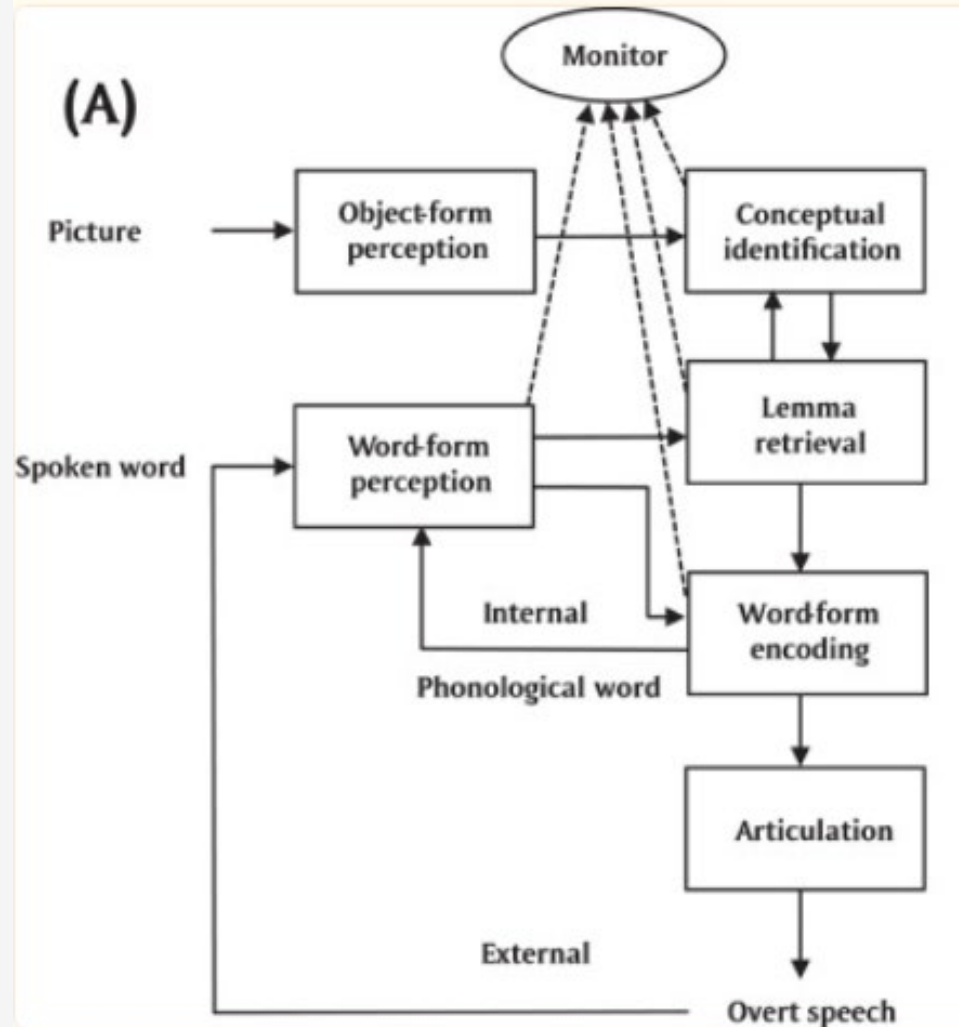 Monitor
(A)
Picture
Object-form
perception
Conceptual
identification
Spoken word
Word-form
perception
Lemma
retrieval
Internal
Phonological word
Word-form
encoding
Articulation
External
Overt speech